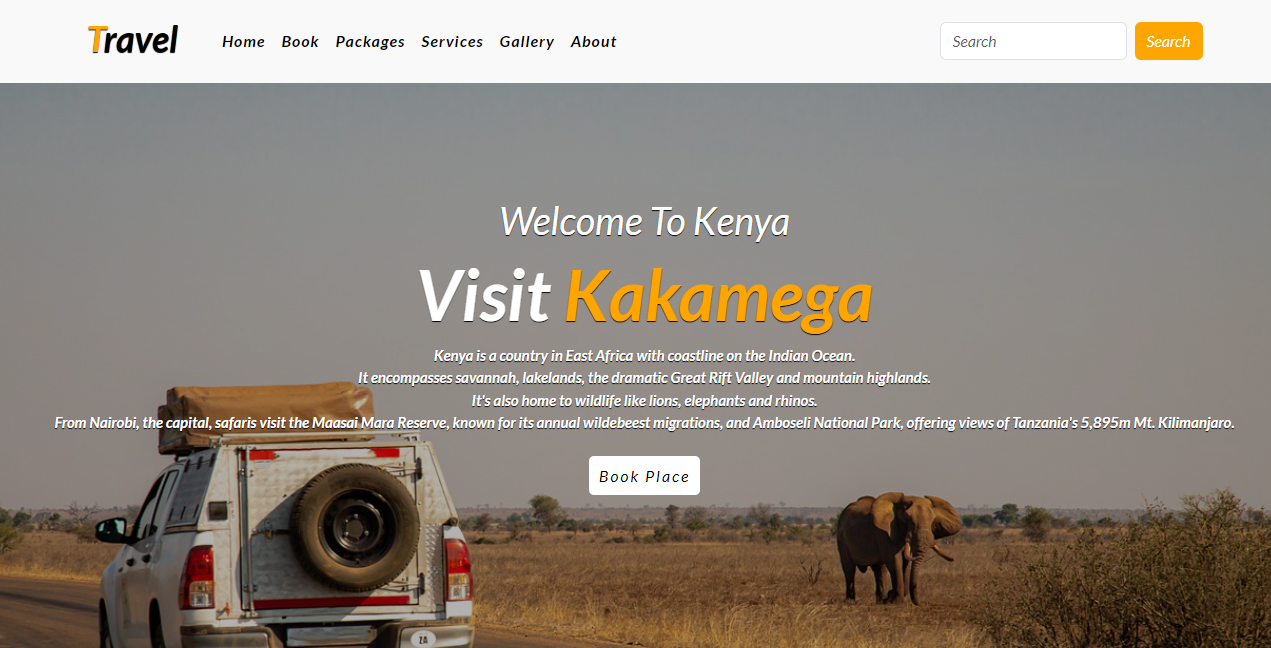 Travel
Home Book Packages Services Gallery About
Search
Search
Welcome To Kenya
Visit Kakamega
Kenya is a country in East Africa with coastline on the Indian Ocean.
It encompasses savannah, lakelands, the dramatic Great Rift Valley and mountain highlands.
It's also home to wildlife like lions, elephants and rhinos.
From Nairobi, the capital, safaris visit the Maasai Mara Reserve, known for its annual wildebeest migrations, and Amboseli National Park, offering views of Tanzania's 5,895m Mt. Kilimanjaro.
Book Place
ZA